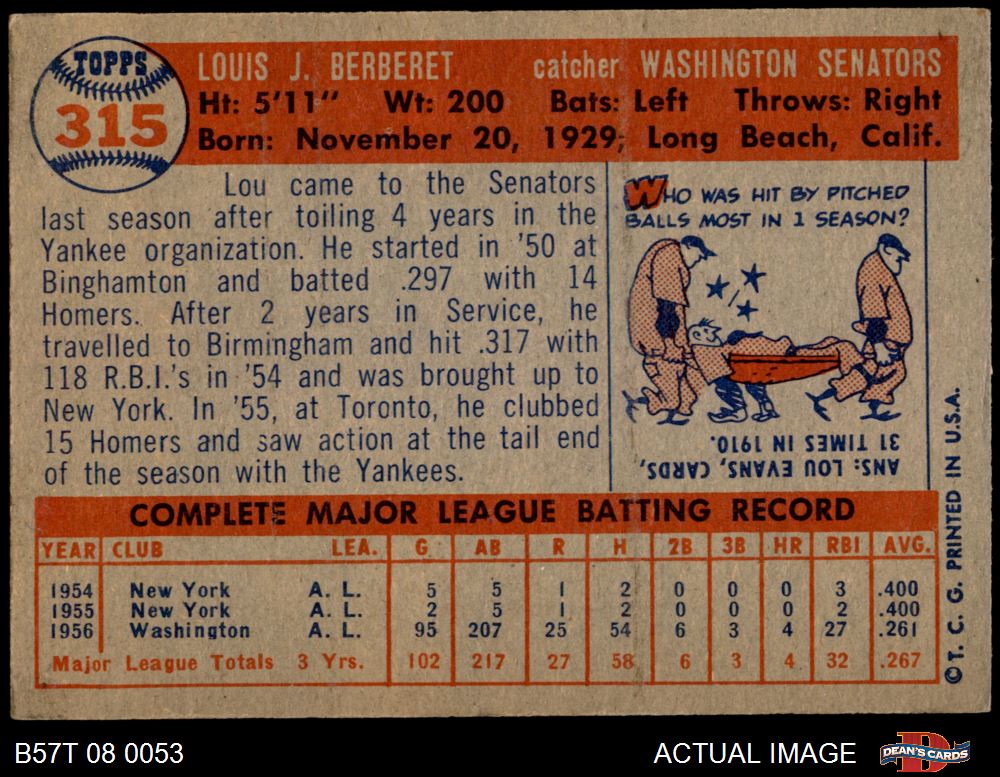 TOPPS
315
LOUIS J. BERBERET catcher WASHINGTON SENATORS
Ht: 5'11" Wt: 200 Bats: Left Throws: Right
Born: November 20, 1929; Long Beach, Calif.
Lou came to the Senators
last season after toiling 4 years in the
Yankee organization. He started in '50 at
Binghamton and batted .297 with 14
Homers. After 2 years in Service, he
travelled to Birmingham and hit .317 with
118 R.B.I.'s in '54 and was brought up to
New York. In '55, at Toronto, he clubbed
15 Homers and saw action at the tail end
of the season with the Yankees.
WHO WAS HIT BY PITCHED
BALLS MOST IN 1 SEASON?
ANS: LOU EVANS, CARDS,
31 TIMES IN 1910.
COMPLETE MAJOR LEAGUE BATTING RECORD
YEAR CLUB LEA. G AB R H 2B 3B HR RBI AVG.
1954 New York A. L. 5 5 1 2 0 0 0 3 .400
1955 New York A. L. 2 5 1 2 0 0 0 2 .400
1956 Washington A. L. 95 207 25 54 6 3 4 27 .261
Major League Totals 3 Yrs. 102 217 27 58 6 3 4 32 .267
©T. C. G. PRINTED IN U.S.A.
B57T 08 0053 ACTUAL IMAGE DEAN'S CARDS